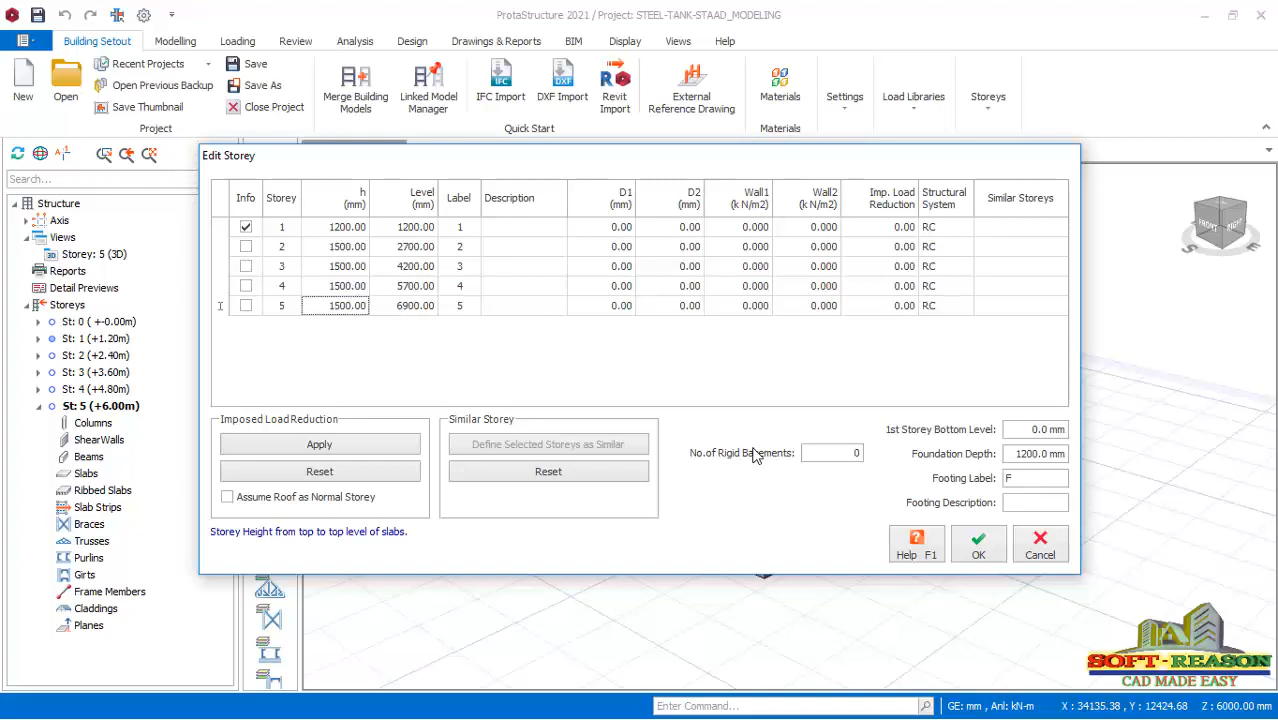 ProtaStructure 2021 / Project: STEEL-TANK-STAAD_MODELING
Building Setout Modelling Loading Review Analysis Design Drawings & Reports BIM Display Views Help
New
Open
Recent Projects
Open Previous Backup
Save Thumbnail
Save
Save As
Close Project
Merge Building Models
Linked Model Manager
IFC Import
DXF Import
Revit Import
External Reference Drawing
Materials
Settings
Load Libraries
Storeys
Project
Quick Start
Materials
Search...
Structure
Axis
Views
Storey: 5 (3D)
Reports
Detail Previews
Storeys
St: 0 ( +-0.00m)
St: 1 (+1.20m)
St: 2 (+2.40m)
St: 3 (+3.60m)
St: 4 (+4.80m)
St: 5 (+6.00m)
Columns
ShearWalls
Beams
Slabs
Ribbed Slabs
Slab Strips
Braces
Trusses
Purlins
Girts
Frame Members
Claddings
Planes
Edit Storey
Info Storey h (mm) Level (mm) Label Description D1 (mm) D2 (mm) Wall1 (k N/m2) Wall2 (k N/m2) Imp. Load Reduction Structural System Similar Storeys
1 1200.00 1200.00 1 0.00 0.00 0.000 0.000 0.00 RC
2 1500.00 2700.00 2 0.00 0.00 0.000 0.000 0.00 RC
3 1500.00 4200.00 3 0.00 0.00 0.000 0.000 0.00 RC
4 1500.00 5700.00 4 0.00 0.00 0.000 0.000 0.00 RC
5 1500.00 6900.00 5 0.00 0.00 0.000 0.000 0.00 RC
Imposed Load Reduction
Apply
Reset
Assume Roof as Normal Storey
Similar Storey
Define Selected Storeys as Similar
Reset
No.of Rigid Basements: 0
1st Storey Bottom Level: 0.0 mm
Foundation Depth: 1200.0 mm
Footing Label: F
Footing Description:
Storey Height from top to top level of slabs.
Help F1
OK
Cancel
FRONT
RIGHT
S
E
SOFT-REASON
CAD MADE EASY
Enter Command...
GE: mm, Anl: kN-m
X : 34135.38 , Y : 12424.68
Z : 6000.00 mm